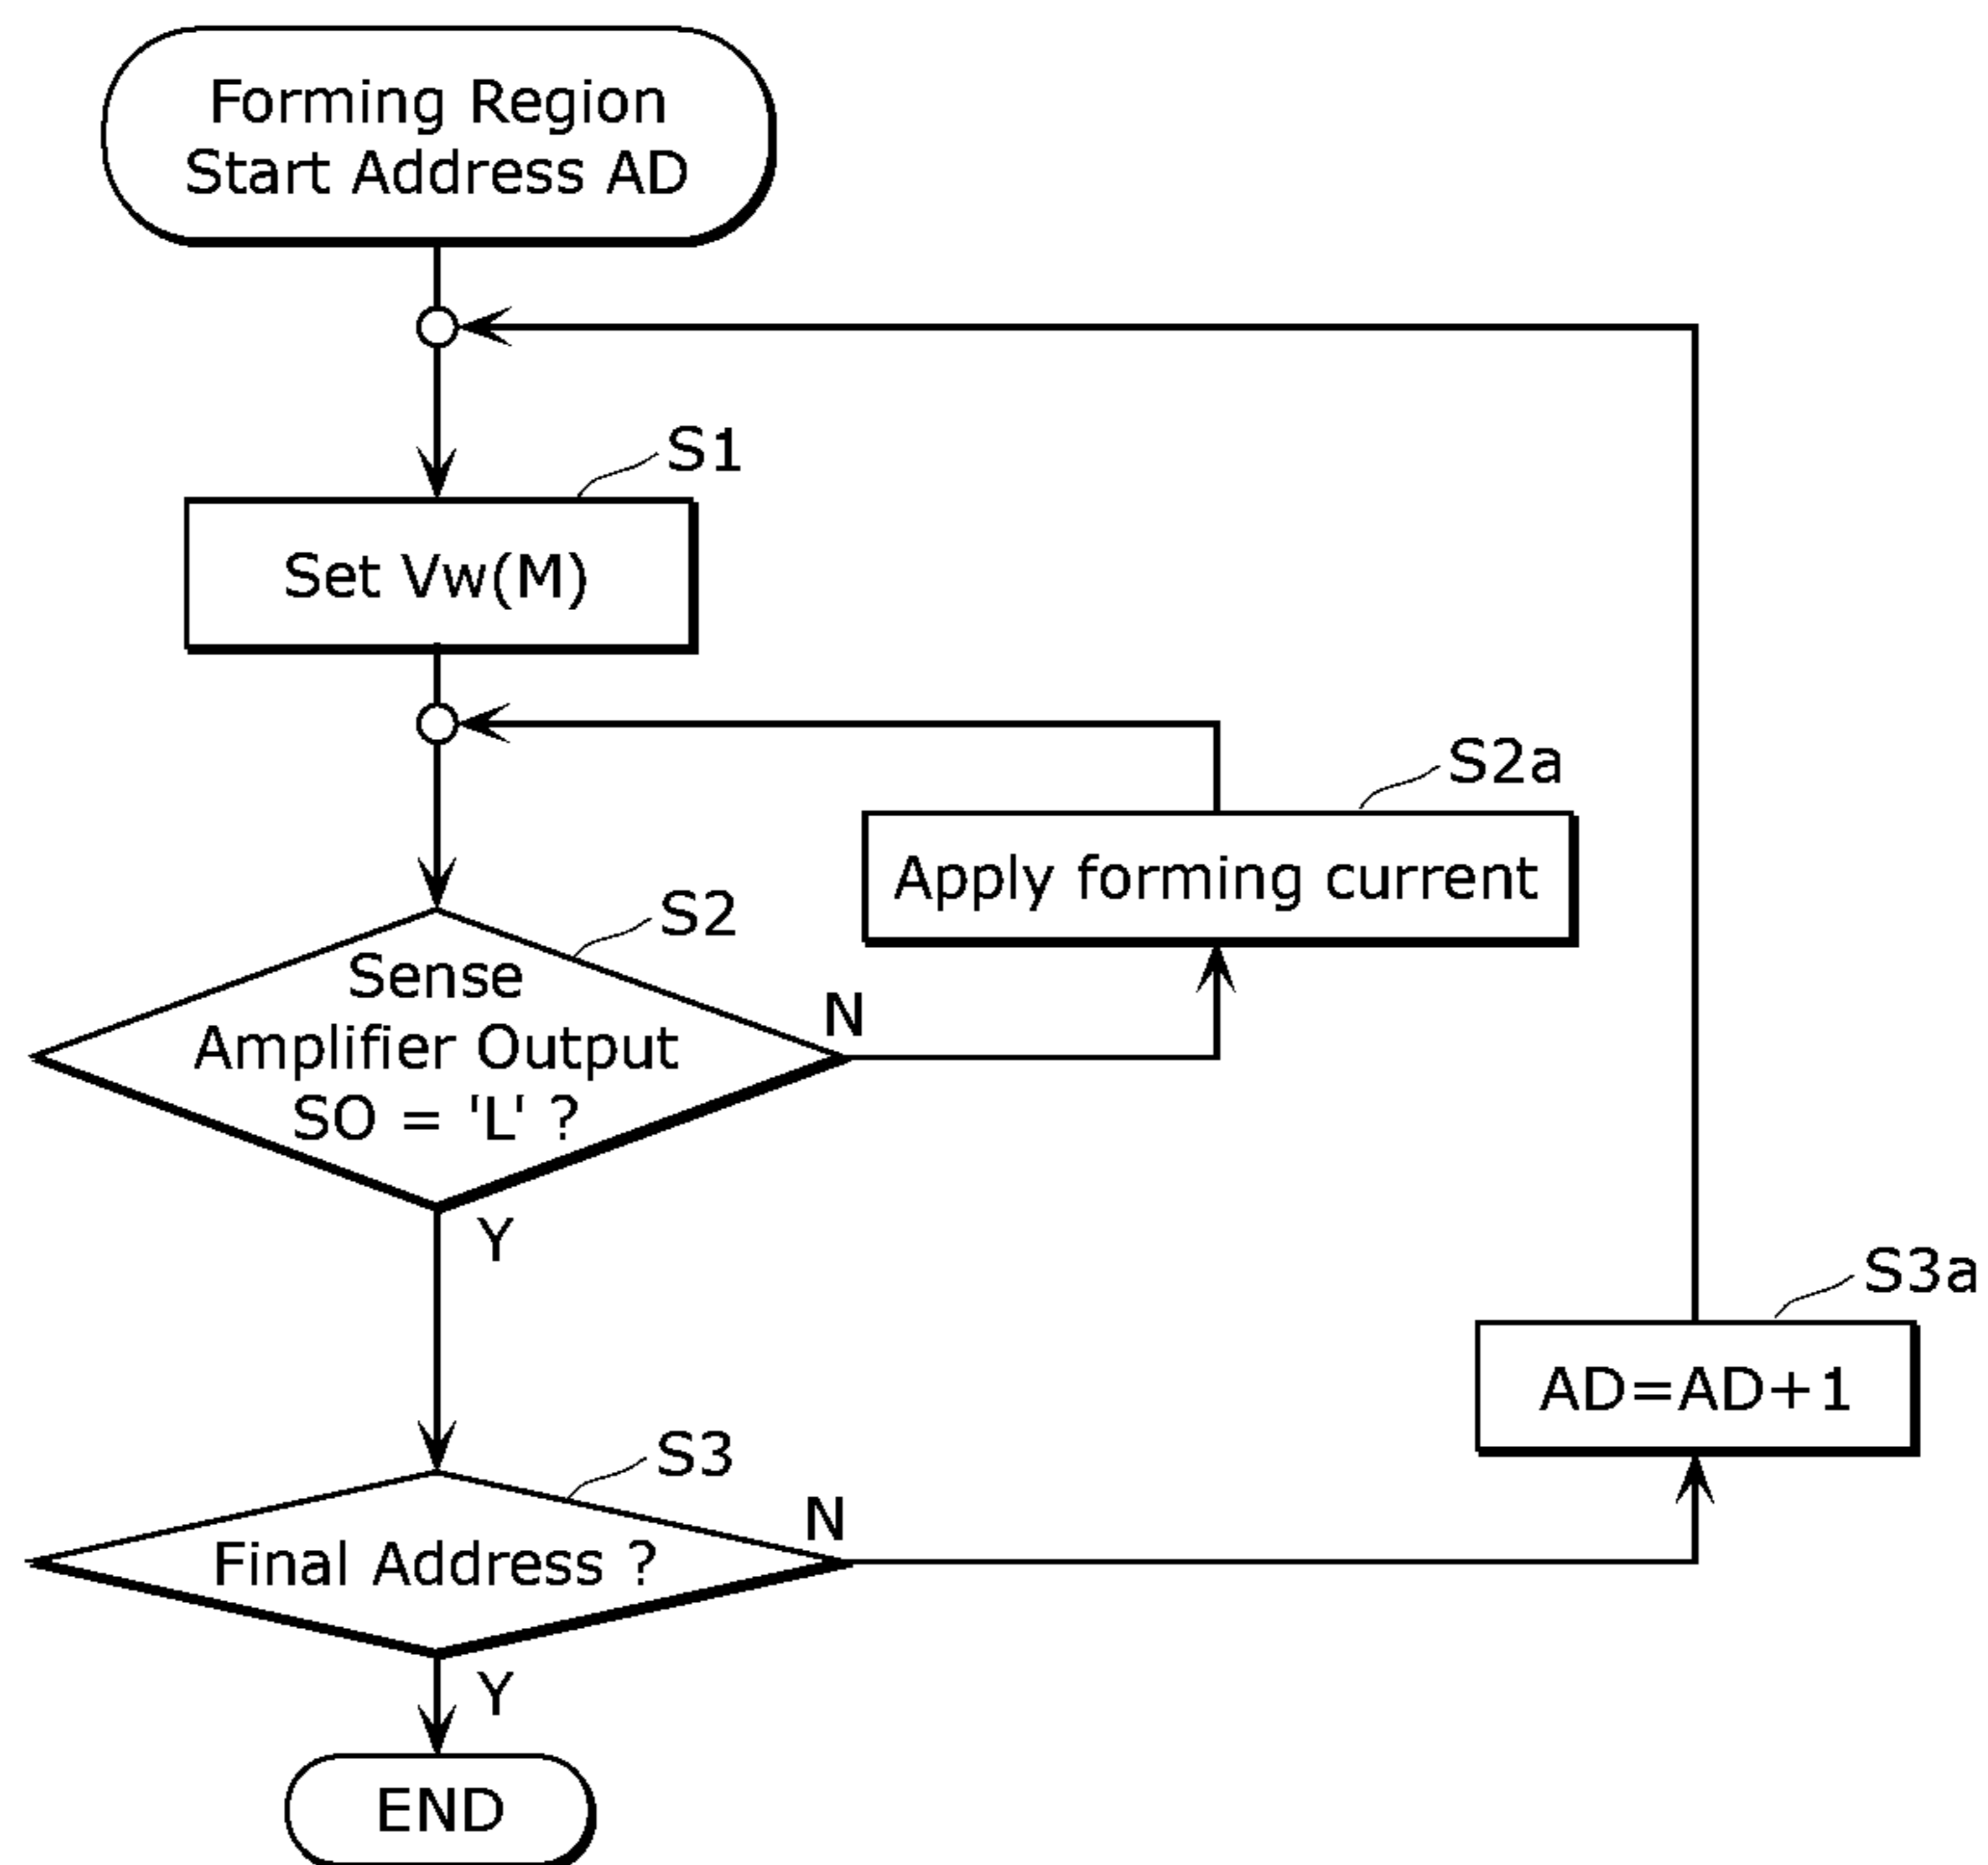 Forming Region
Start Address AD
S1
Set Vw(M)
S2a
Apply forming current
S2
Sense
Amplifier Output
SO = 'L' ?
N
Y
S3a
AD=AD+1
S3
Final Address ?
N
Y
END